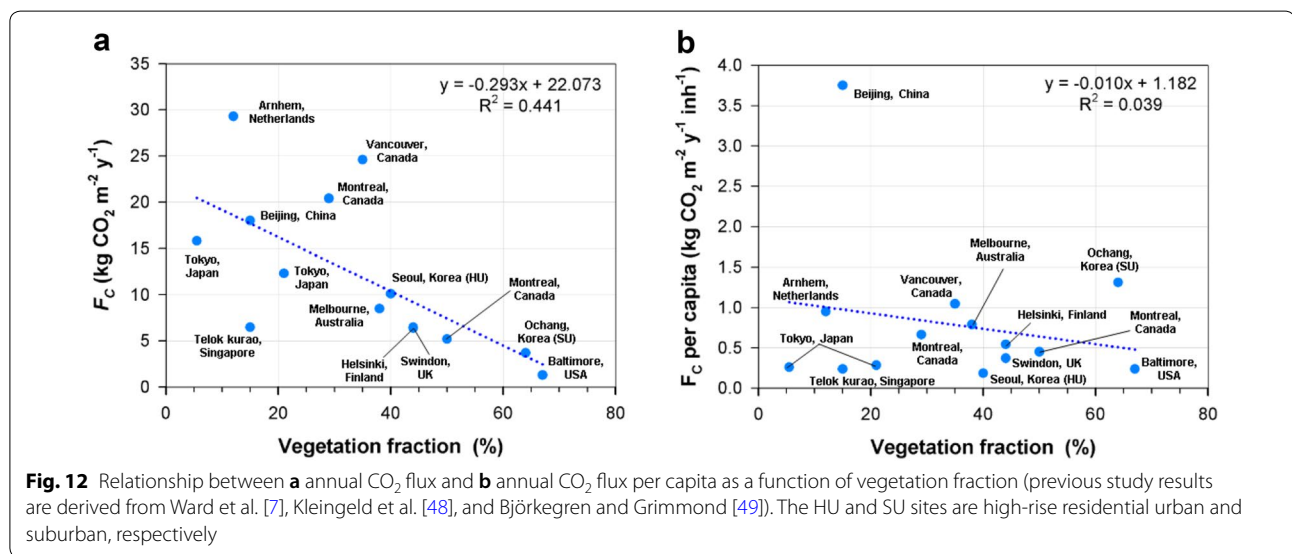 a
35
30
25
20
15
10
5
0
F_C (kg CO₂ m⁻² y⁻¹)
y = -0.293x + 22.073
R² = 0.441
Arnhem,
Netherlands
Vancouver,
Canada
Montreal,
Canada
Beijing, China
Tokyo,
Japan
Tokyo,
Japan
Seoul, Korea (HU)
Montreal,
Canada
Melbourne,
Australia
Telok kurao,
Singapore
Helsinki,
Finland
Swindon,
UK
Ochang,
Korea (SU)
Baltimore,
USA
0 20 40 60 80
Vegetation fraction (%)
b
4.0
3.5
3.0
2.5
2.0
1.5
1.0
0.5
0.0
F_C per capita (kg CO₂ m⁻² y⁻¹ inh⁻¹)
y = -0.010x + 1.182
R² = 0.039
Beijing, China
Melbourne,
Australia
Ochang,
Korea (SU)
Arnhem,
Netherlands
Vancouver,
Canada
Helsinki, Finland
Montreal,
Canada
Tokyo, Japan
Montreal,
Canada
Swindon, UK
Baltimore,
USA
Telok kurao, Singapore
Seoul, Korea (HU)
0 20 40 60 80
Vegetation fraction (%)
Fig. 12 Relationship between a annual CO₂ flux and b annual CO₂ flux per capita as a function of vegetation fraction (previous study results
are derived from Ward et al. [7], Kleingeld et al. [48], and Björkegren and Grimmond [49]). The HU and SU sites are high-rise residential urban and
suburban, respectively